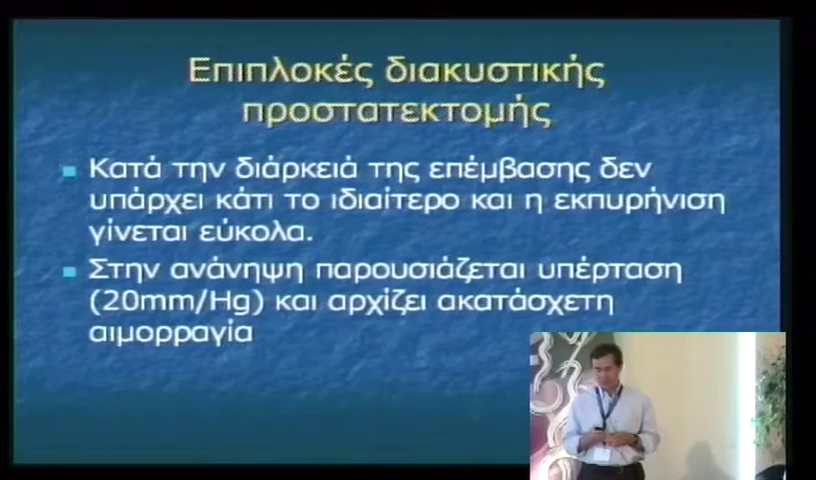 Επιπλοκές διακυστικής
προστατεκτομής
Κατά την διάρκειά της επέμβασης δεν
υπάρχει κάτι το ιδιαίτερο και η εκπυρήνιση
γίνεται εύκολα.
Στην ανάνηψη παρουσιάζεται υπέρταση
(20mm/Hg) και αρχίζει ακατάσχετη
αιμορραγία